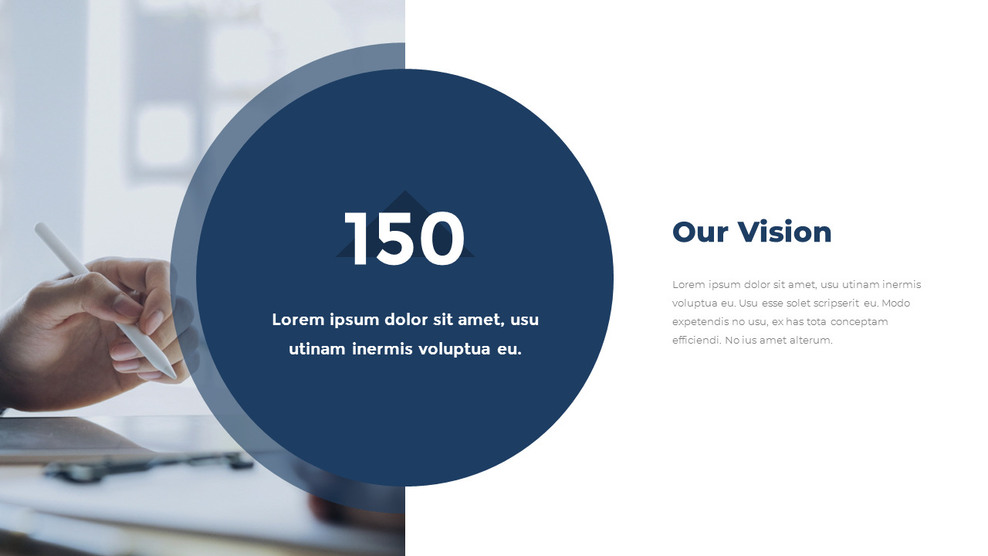 150
Lorem ipsum dolor sit amet, usu
utinam inermis voluptua eu.
Our Vision
Lorem ipsum dolor sit amet, usu utinam inermis
voluptua eu. Usu esse solet scripserit eu. Modo
expetendis no usu, ex has tota conceptam
efficiendi. No ius amet alterum.